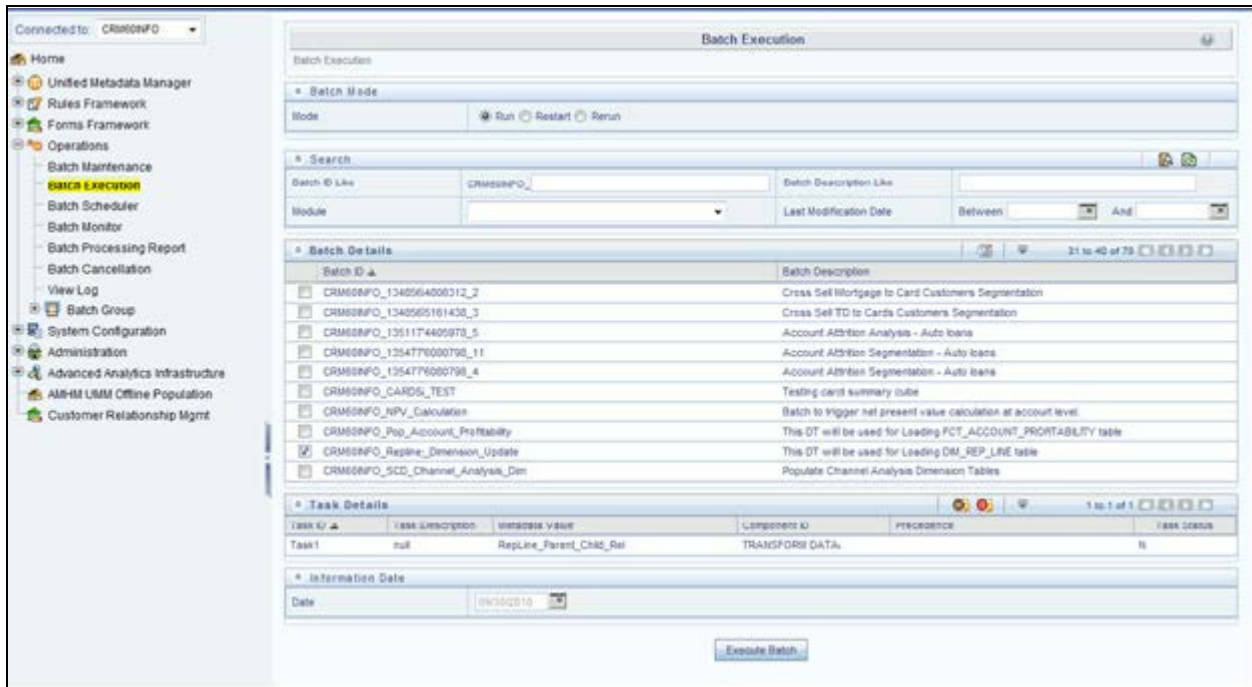 Connected to: CRM60INFO
Batch Execution
Home
Unified Metadata Manager
Rules Framework
Forms Framework
Operations
Batch Maintenance
Batch Execution
Batch Scheduler
Batch Monitor
Batch Processing Report
Batch Cancellation
View Log
Batch Group
System Configuration
Administration
Advanced Analytics Infrastructure
AMHM UMM Offline Population
Customer Relationship Mgmt
Batch Execution
Batch Mode
Mode Run Restart Rerun
Search
Batch ID Like CRM60INFO_ Batch Description Like
Module Last Modification Date Between And
Batch Details 31 to 40 of 79
Batch ID Batch Description
CRM60INFO_1348564006312_2 Cross Sell Mortgage to Card Customers Segmentation
CRM60INFO_1348565161438_3 Cross Sell TD to Cards Customers Segmentation
CRM60INFO_1351174405978_5 Account Attrition Analysis - Auto loans
CRM60INFO_1354776000798_11 Account Attrition Segmentation - Auto loans
CRM60INFO_1354776000798_4 Account Attrition Segmentation - Auto loans
CRM60INFO_CARDS_TEST Testing card summary cube
CRM60INFO_NPV_Calculation Batch to trigger net present value calculation at account level.
CRM60INFO_Pop_Account_Profitability This DT will be used for Loading FCT_ACCOUNT_PROFITABILITY table
CRM60INFO_Repline_Dimension_Update This DT will be used for Loading DIM_REP_LINE table
CRM60INFO_SCD_Channel_Analysis_Dim Populate Channel Analysis Dimension Tables
Task Details 1 to 1 of 1
Task ID Task Description Metadata Value Component ID Precedence Task Status
Task1 null RepLine_Parent_Child_Rel TRANSFORM DATA N
Information Date
Date
Execute Batch